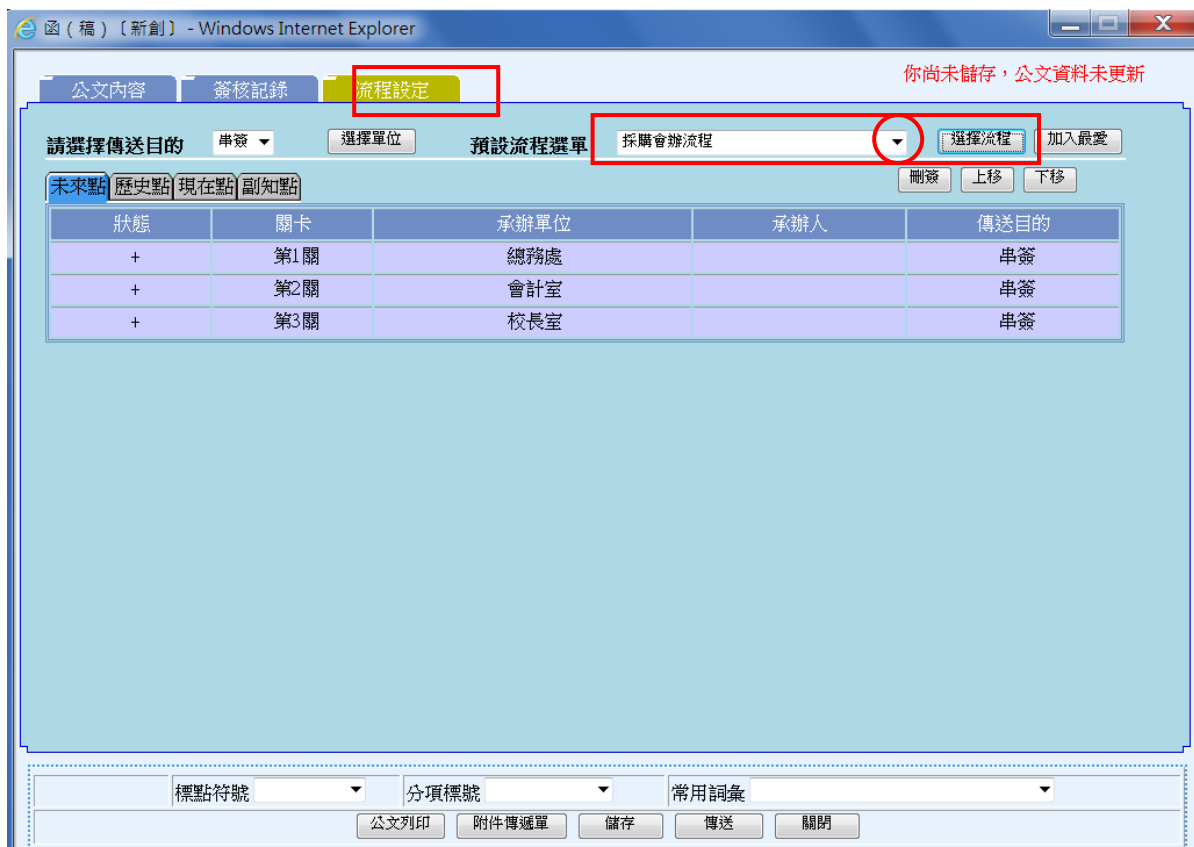 函(稿)〔新創〕 - Windows Internet Explorer
公文內容 簽核記錄 流程設定
你尚未儲存，公文資料未更新
請選擇傳送目的 串簽 選擇單位 預設流程選單 採購會辦流程 選擇流程 加入最愛
未來點 歷史點 現在點 副知點 刪簽 上移 下移
狀態 關卡 承辦單位 承辦人 傳送目的
+ 第1關 總務處 串簽
+ 第2關 會計室 串簽
+ 第3關 校長室 串簽
標點符號 分項標號 常用詞彙
公文列印 附件傳遞單 儲存 傳送 關閉